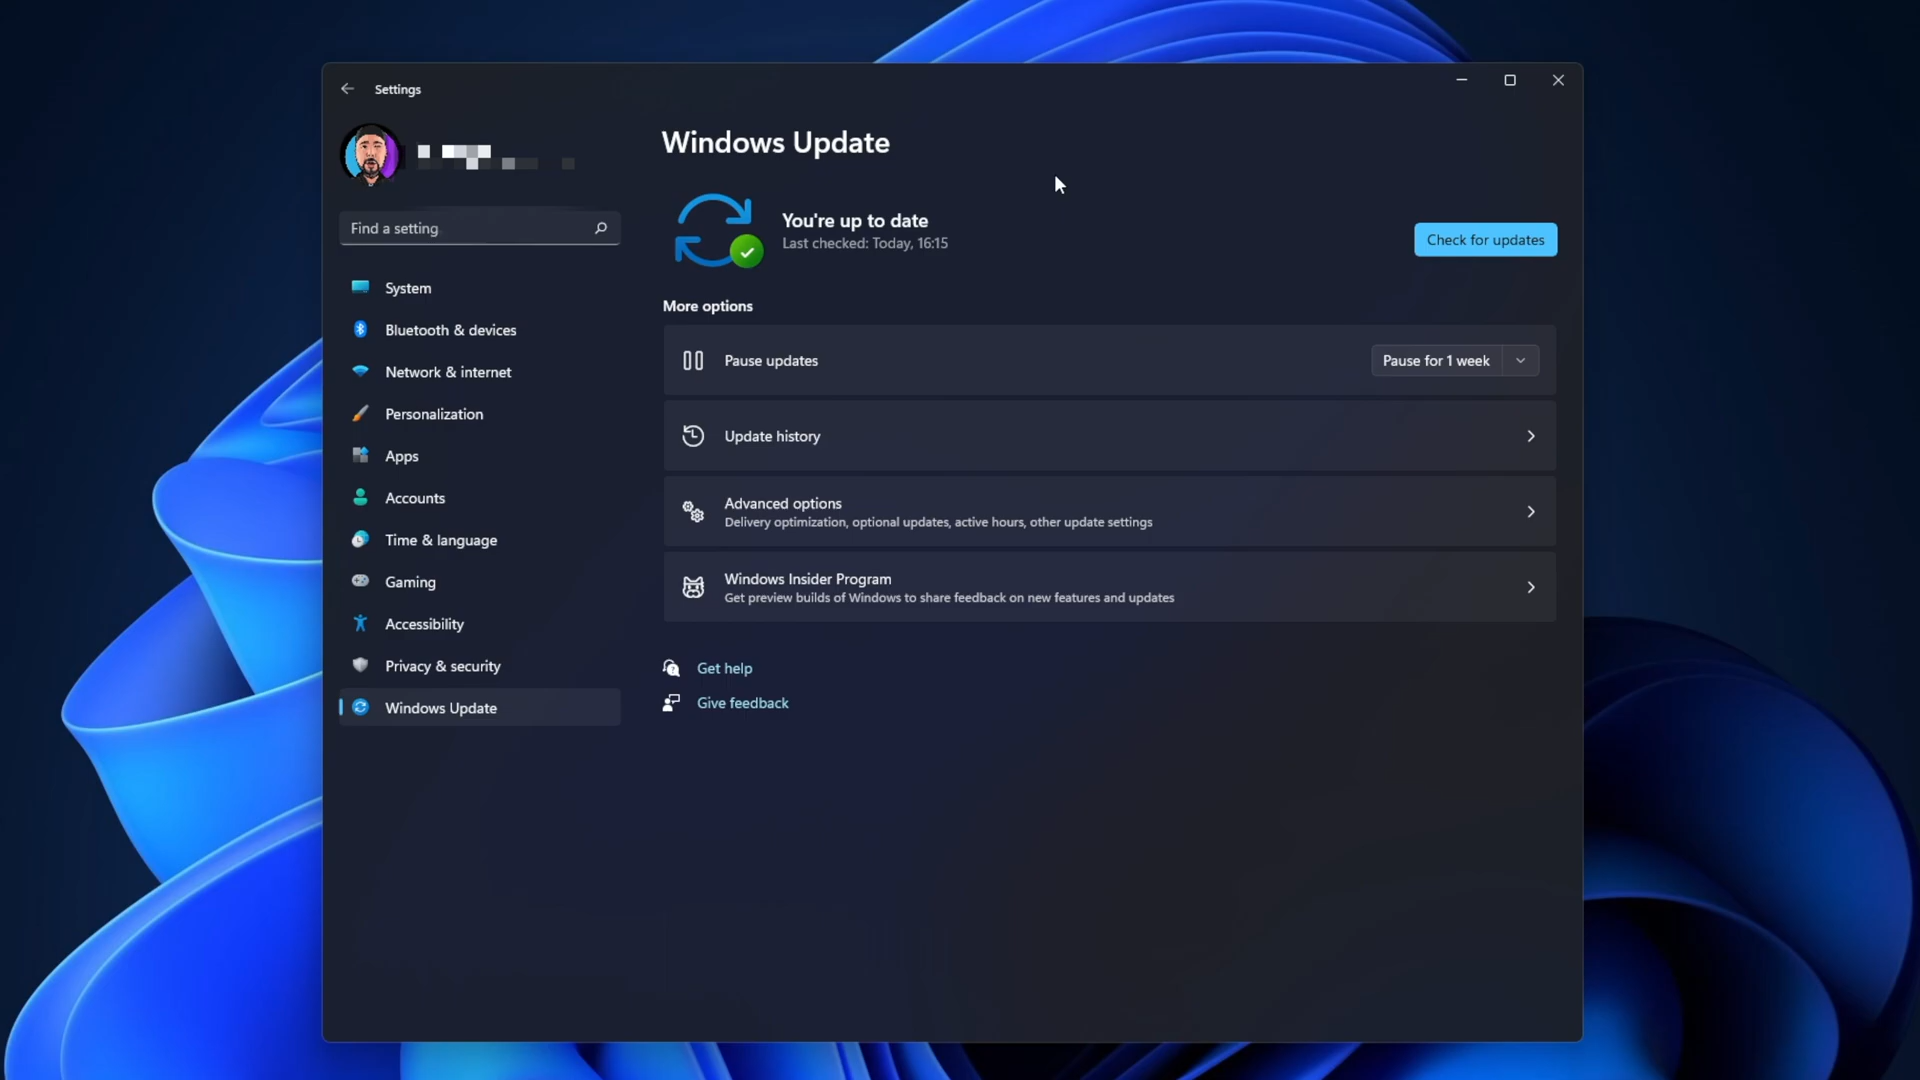 Settings
Find a setting
System
Bluetooth & devices
Network & internet
Personalization
Apps
Accounts
Time & language
Gaming
Accessibility
Privacy & security
Windows Update
Windows Update
You're up to date
Last checked: Today, 16:15
Check for updates
More options
Pause updates
Pause for 1 week
Update history
Advanced options
Delivery optimization, optional updates, active hours, other update settings
Windows Insider Program
Get preview builds of Windows to share feedback on new features and updates
Get help
Give feedback